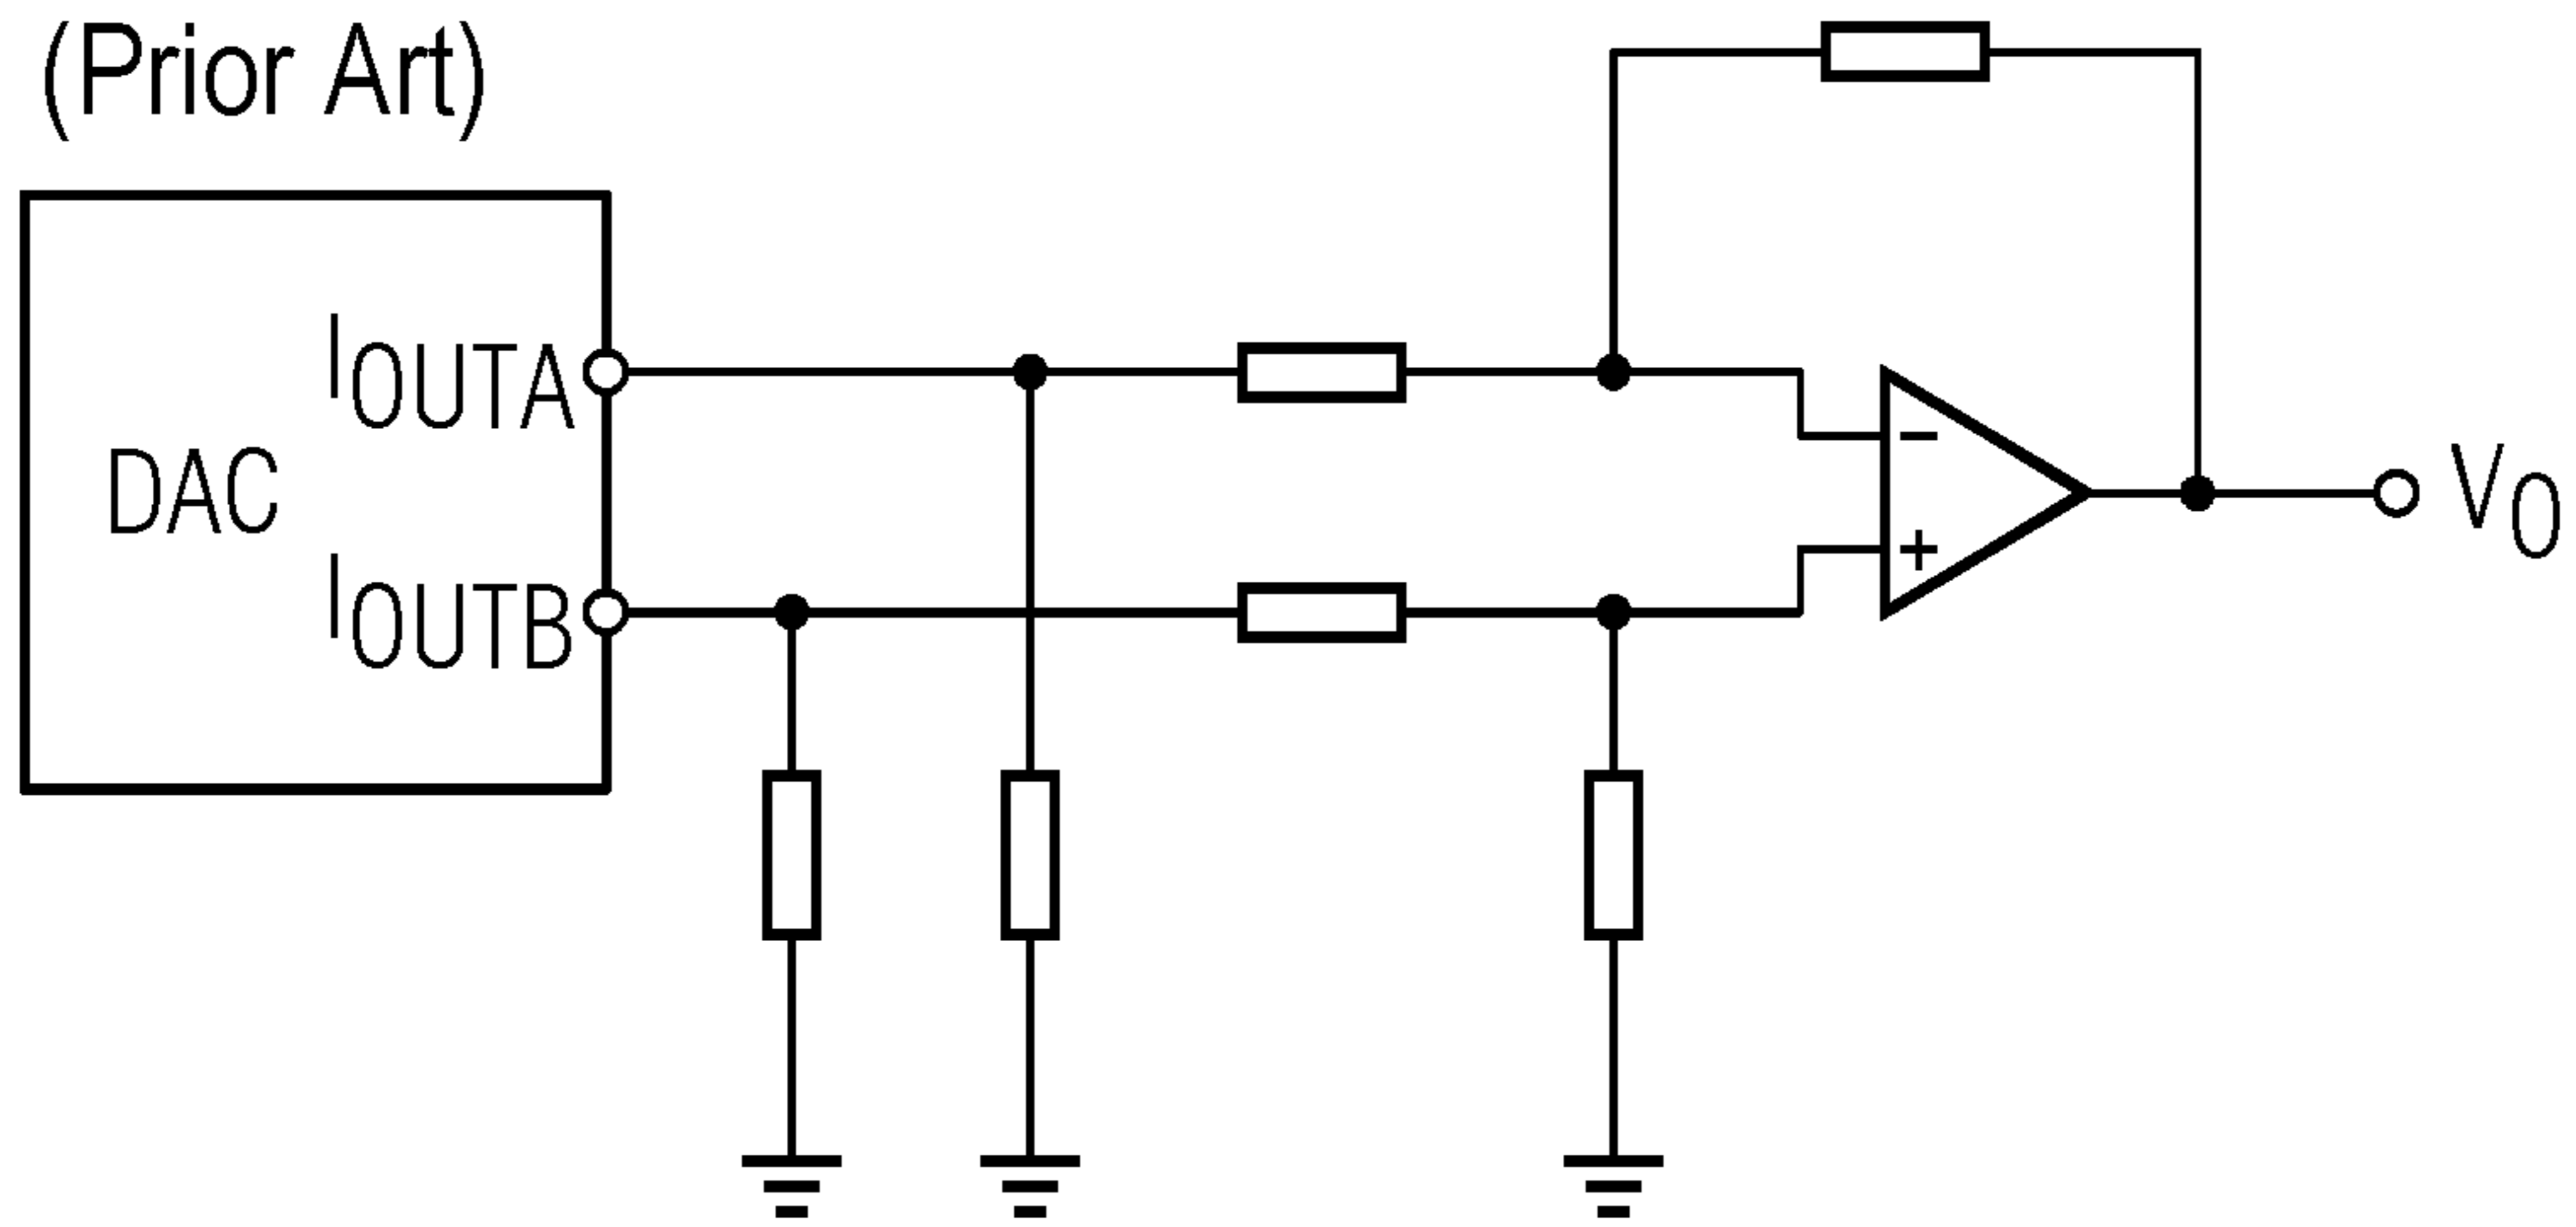 (Prior Art)
IOUTA
DAC
IOUTB
−
+
VO